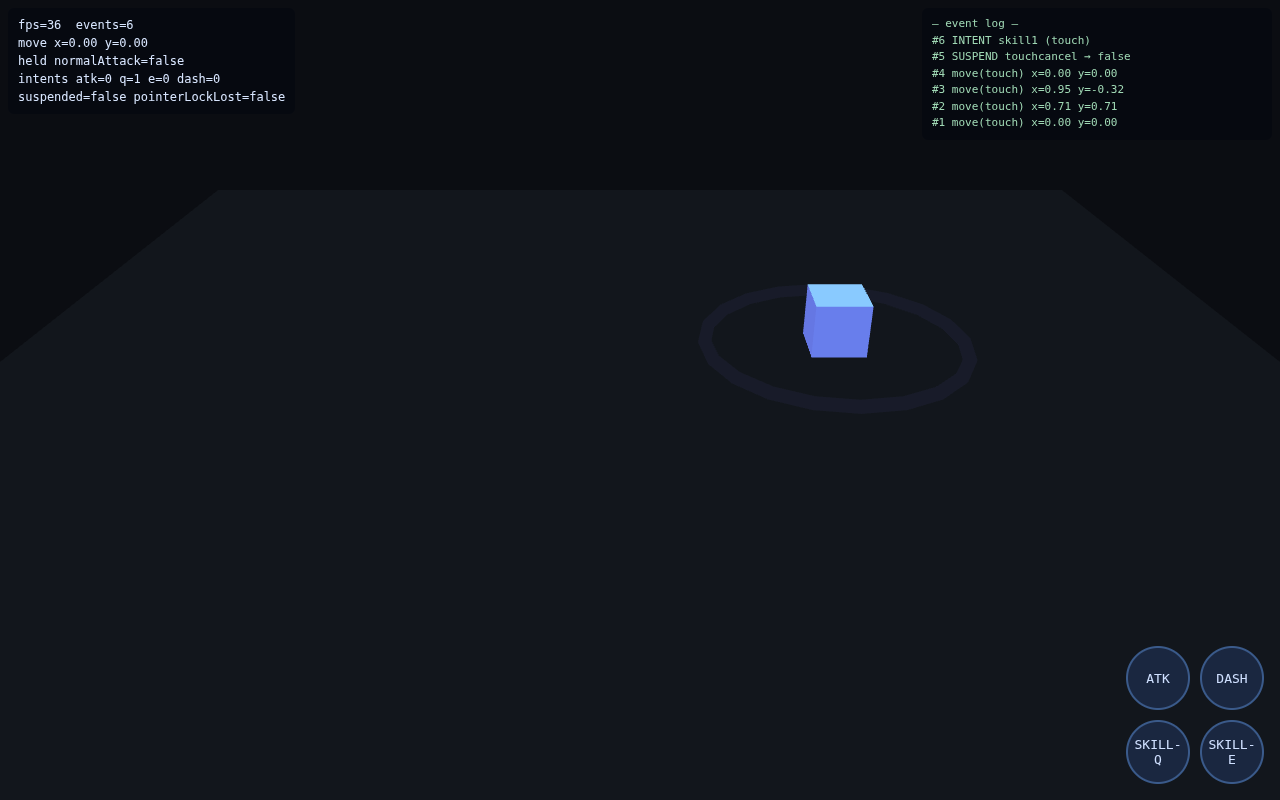 fps=36  events=6
move x=0.00 y=0.00
held normalAttack=false
intents atk=0 q=1 e=0 dash=0
suspended=false pointerLockLost=false
— event log —
#6 INTENT skill1 (touch)
#5 SUSPEND touchcancel → false
#4 move(touch) x=0.00 y=0.00
#3 move(touch) x=0.95 y=-0.32
#2 move(touch) x=0.71 y=0.71
#1 move(touch) x=0.00 y=0.00
ATK
DASH
SKILL-
Q
SKILL-
E